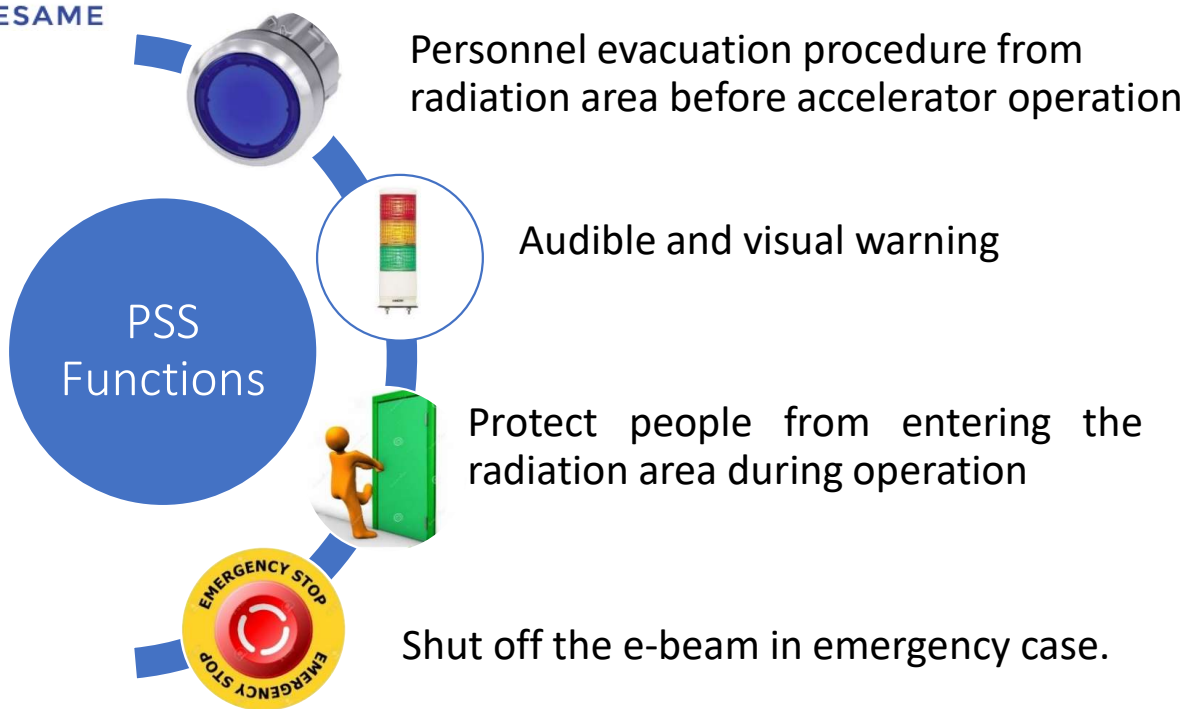 ESAME
Personnel evacuation procedure from
radiation area before accelerator operation
Audible and visual warning
PSS
Functions
Protect people from entering the
radiation area during operation
EMERGENCY STOP
EMERGENCY STOP
Shut off the e-beam in emergency case.